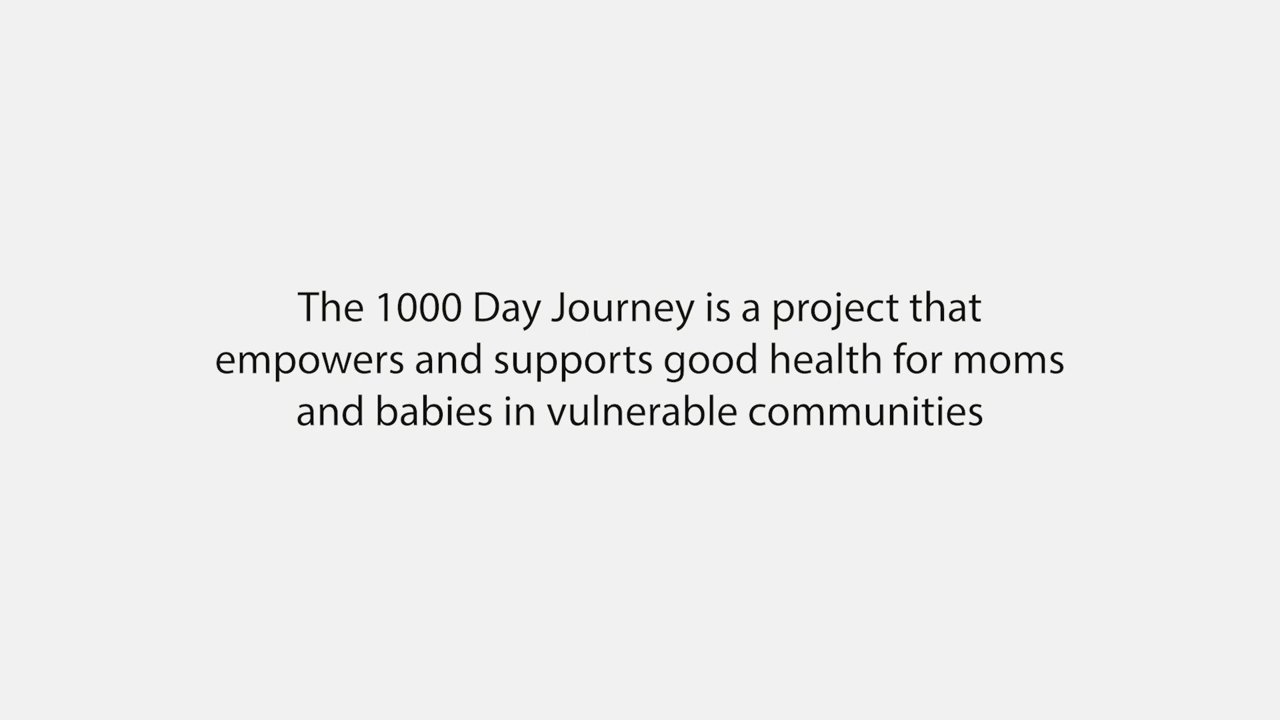 The 1000 Day Journey is a project that
empowers and supports good health for moms
and babies in vulnerable communities